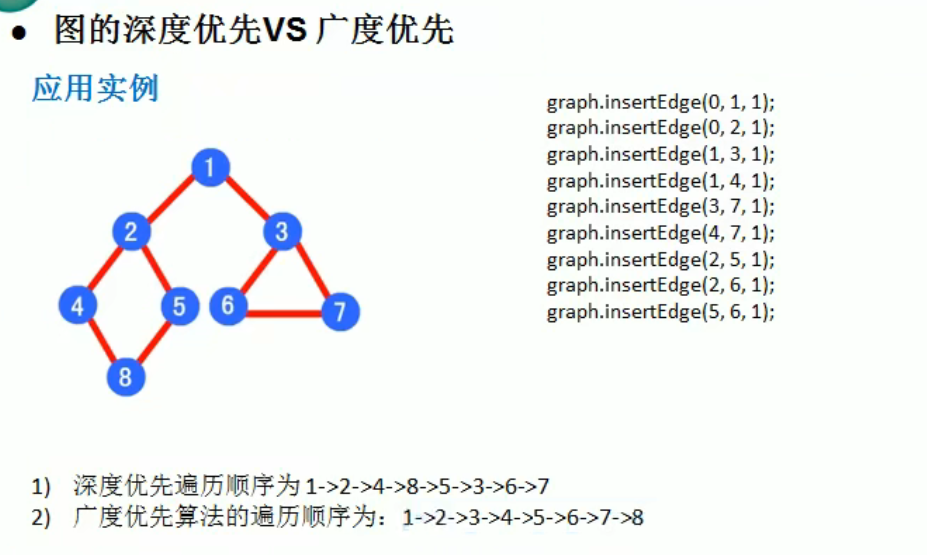 图的深度优先VS 广度优先
应用实例
graph.insertEdge(0, 1, 1);
graph.insertEdge(0, 2, 1);
graph.insertEdge(1, 3, 1);
graph.insertEdge(1, 4, 1);
graph.insertEdge(3, 7, 1);
graph.insertEdge(4, 7, 1);
graph.insertEdge(2, 5, 1);
graph.insertEdge(2, 6, 1);
graph.insertEdge(5, 6, 1);
1
2 3
4 5 6 7
8
1) 深度优先遍历顺序为 1->2->4->8->5->3->6->7
2) 广度优先算法的遍历顺序为：1->2->3->4->5->6->7->8